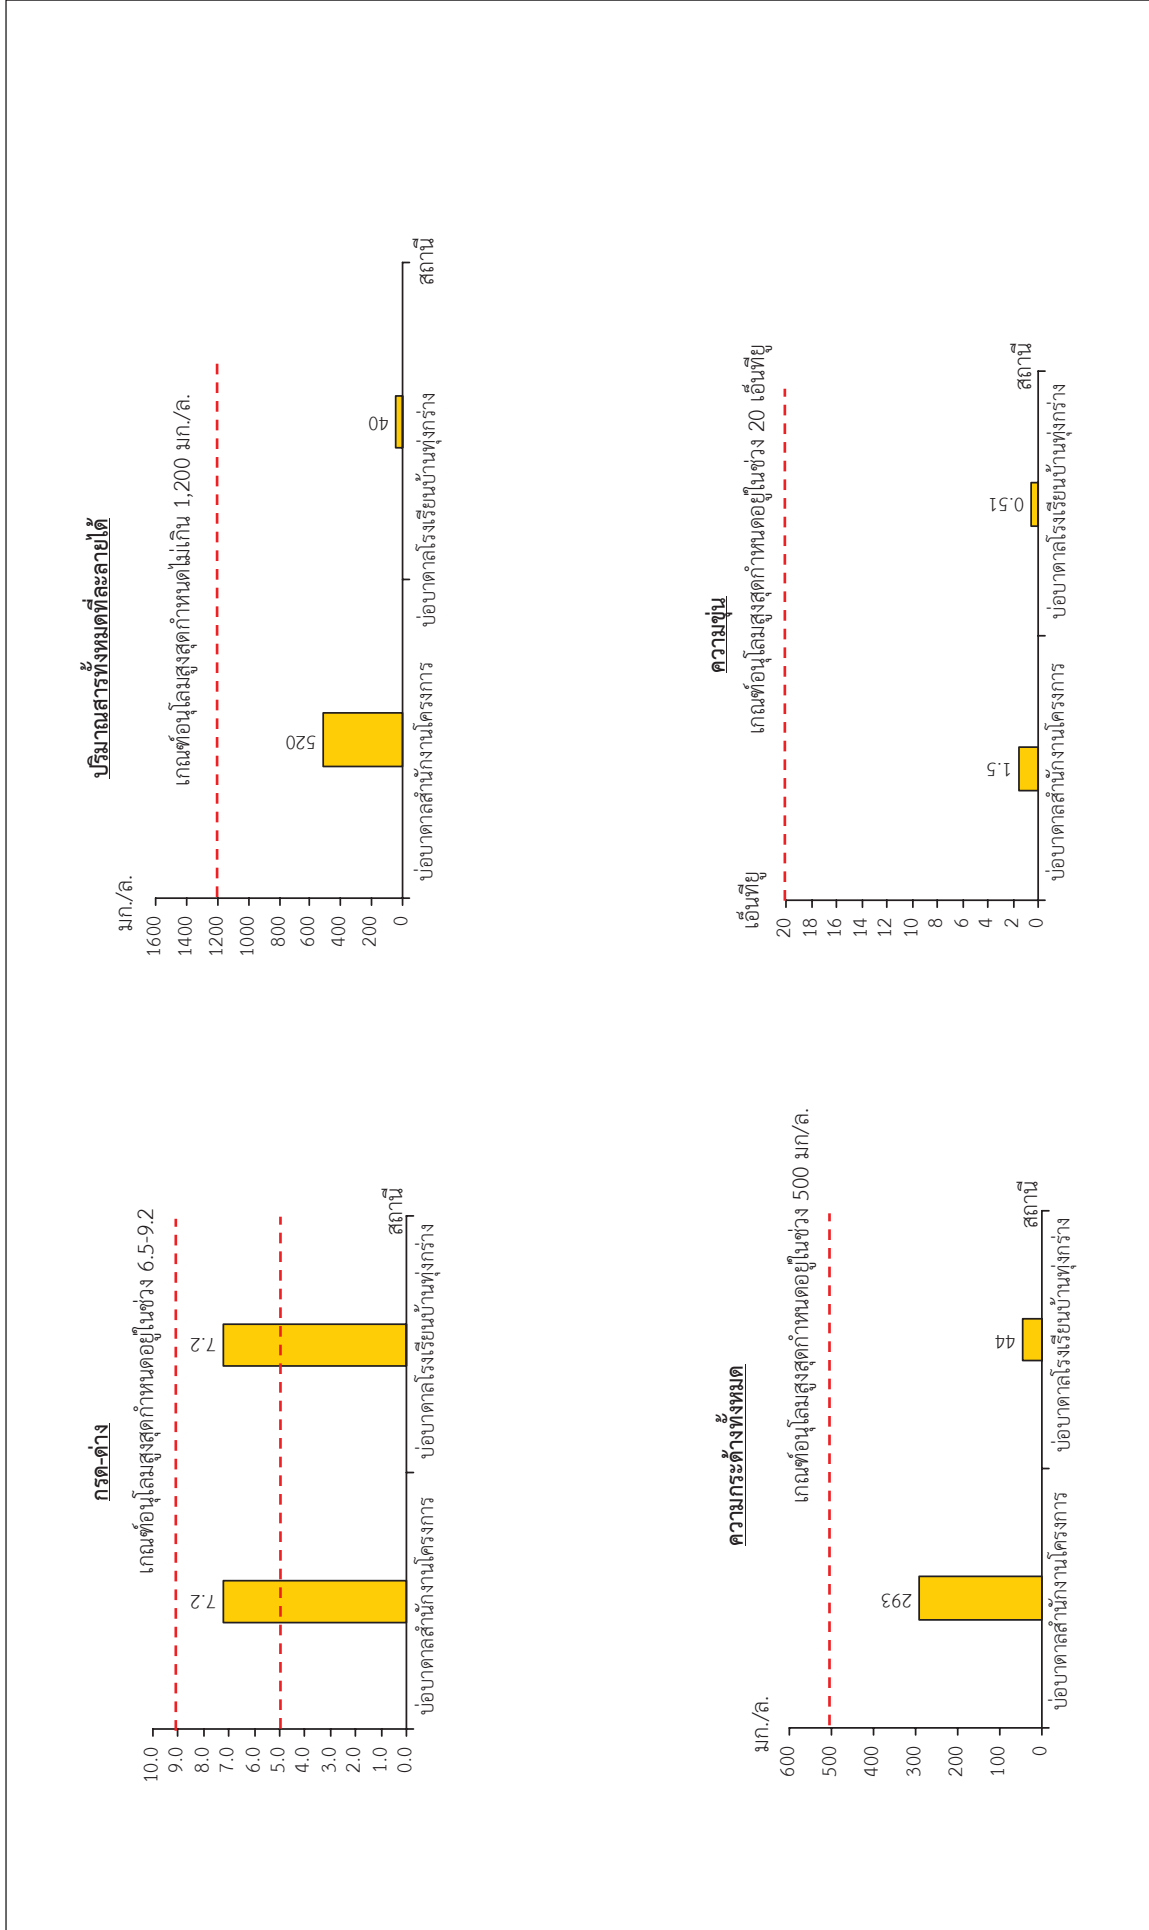 กรด-ด่าง
เกณฑ์อนุโลมสูงสุดกำหนดอยู่ในช่วง 6.5-9.2
10.0
9.0
8.0
7.0
6.0
5.0
4.0
3.0
2.0
1.0
0.0
7.2
7.2
สถานี
บ่อบาดาลสำนักงานโครงการ
บ่อบาดาลโรงเรียนบ้านทุ่งกร่าง
ปริมาณสารทั้งหมดที่ละลายได้
มก./ล.
เกณฑ์อนุโลมสูงสุดกำหนดไม่เกิน 1,200 มก./ล.
1600
1400
1200
1000
800
600
400
200
0
520
40
สถานี
บ่อบาดาลสำนักงานโครงการ
บ่อบาดาลโรงเรียนบ้านทุ่งกร่าง
ความกระด้างทั้งหมด
มก./ล.
เกณฑ์อนุโลมสูงสุดกำหนดอยู่ในช่วง 500 มก/ล.
600
500
400
300
200
100
0
293
44
สถานี
บ่อบาดาลสำนักงานโครงการ
บ่อบาดาลโรงเรียนบ้านทุ่งกร่าง
ความขุ่น
เอ็นทียู
เกณฑ์อนุโลมสูงสุดกำหนดอยู่ในช่วง 20 เอ็นทียู
20
18
16
14
12
10
8
6
4
2
0
1.5
0.51
สถานี
บ่อบาดาลสำนักงานโครงการ
บ่อบาดาลโรงเรียนบ้านทุ่งกร่าง